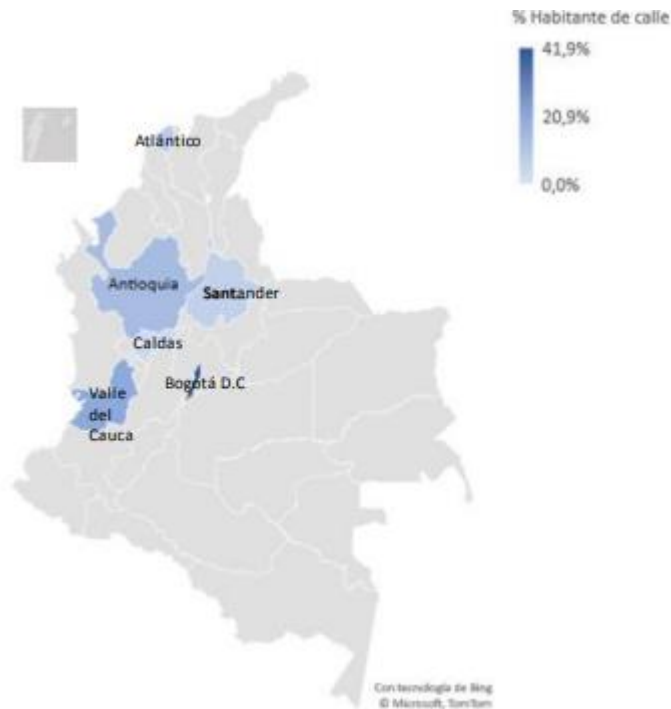 % Habitante de calle
41,9%
20,9%
0,0%
Atlántico
Antioquia
Santander
Caldas
Bogotá D.C
Valle
del
Cauca
Con tecnología de Bing
© Microsoft, TomTom